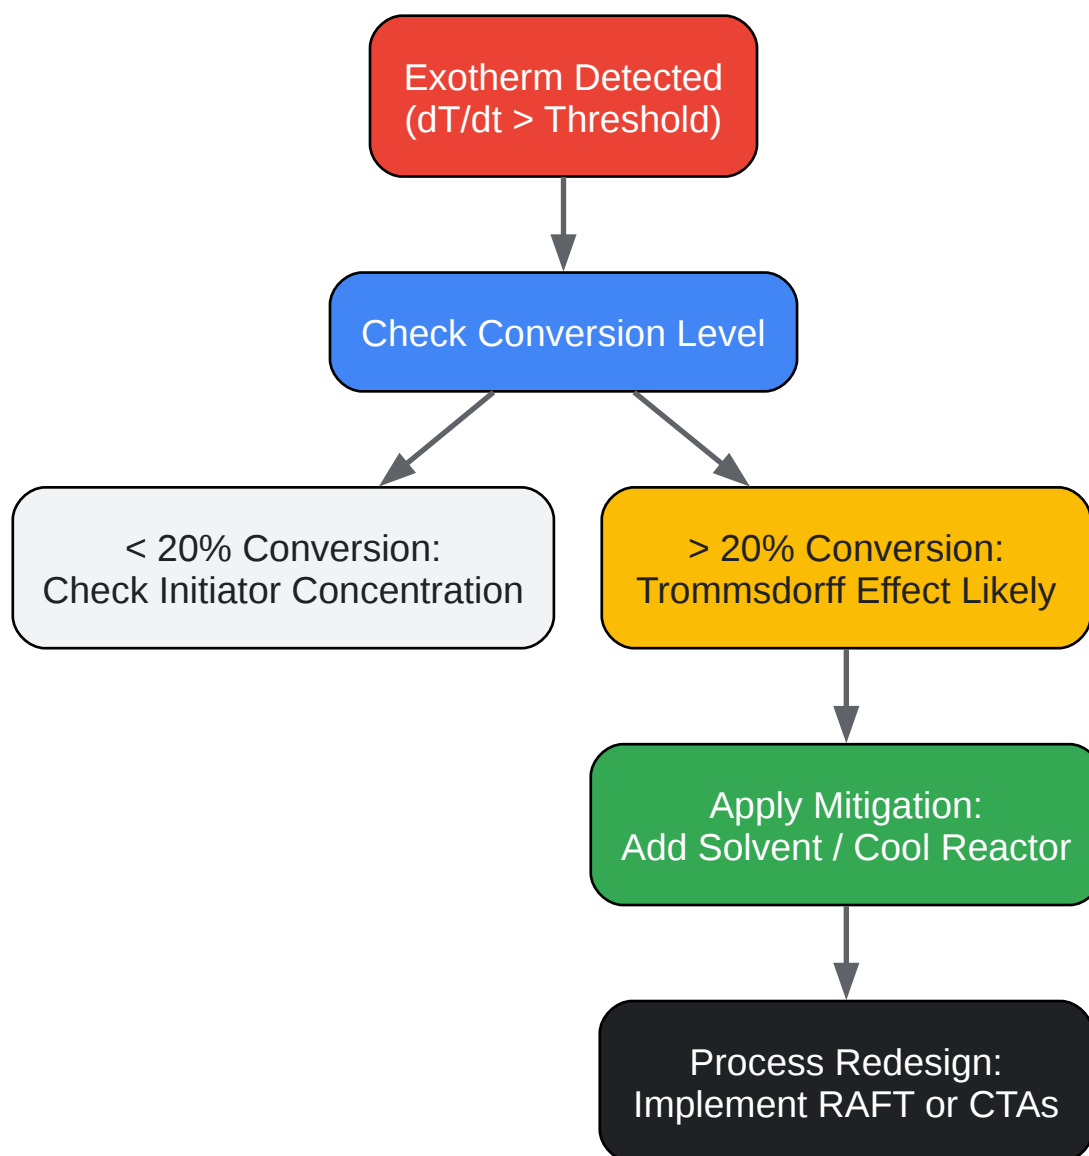 Exotherm Detected
(dT/dt > Threshold)
Check Conversion Level
< 20% Conversion:
Check Initiator Concentration
> 20% Conversion:
Trommsdorff Effect Likely
Apply Mitigation:
Add Solvent / Cool Reactor
Process Redesign:
Implement RAFT or CTAs